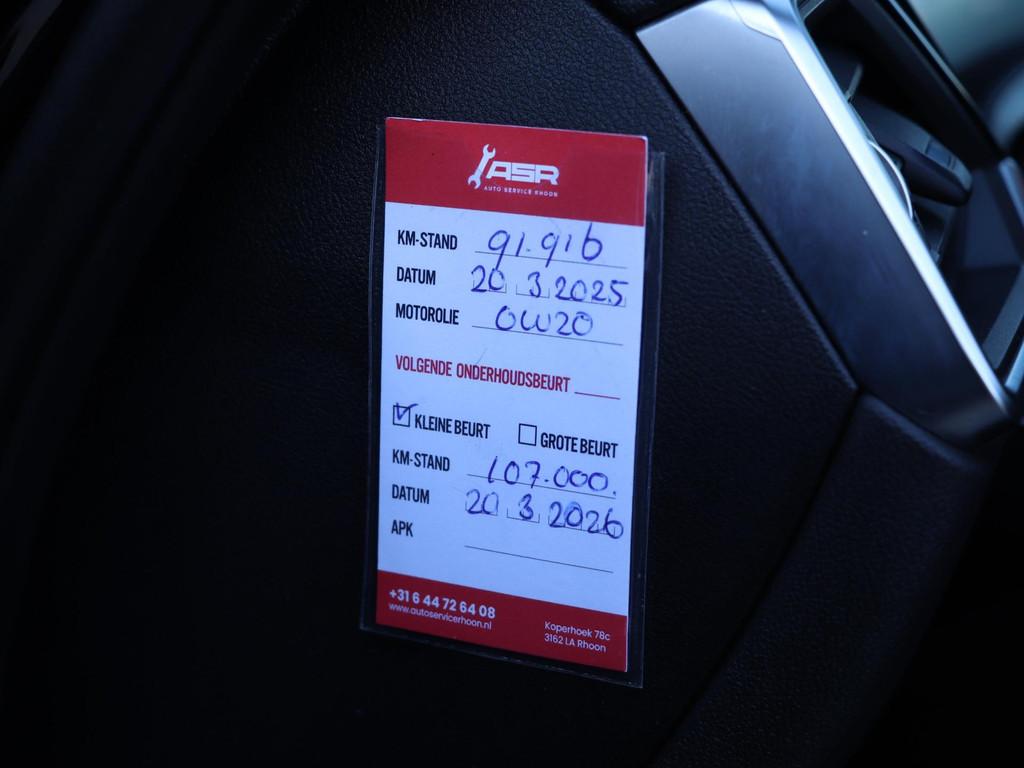 ASR
AUTO SERVICE RHOON
KM-STAND 91.916
DATUM 20 3 2025
MOTOROLIE 0W20
VOLGENDE ONDERHOUDSBEURT
KLEINE BEURT GROTE BEURT
KM-STAND 107.000.
DATUM 20 3 2026
APK
+31 6 44 72 64 08
www.autoservicerhoon.nl
Koperhoek 78c
3162 LA Rhoon